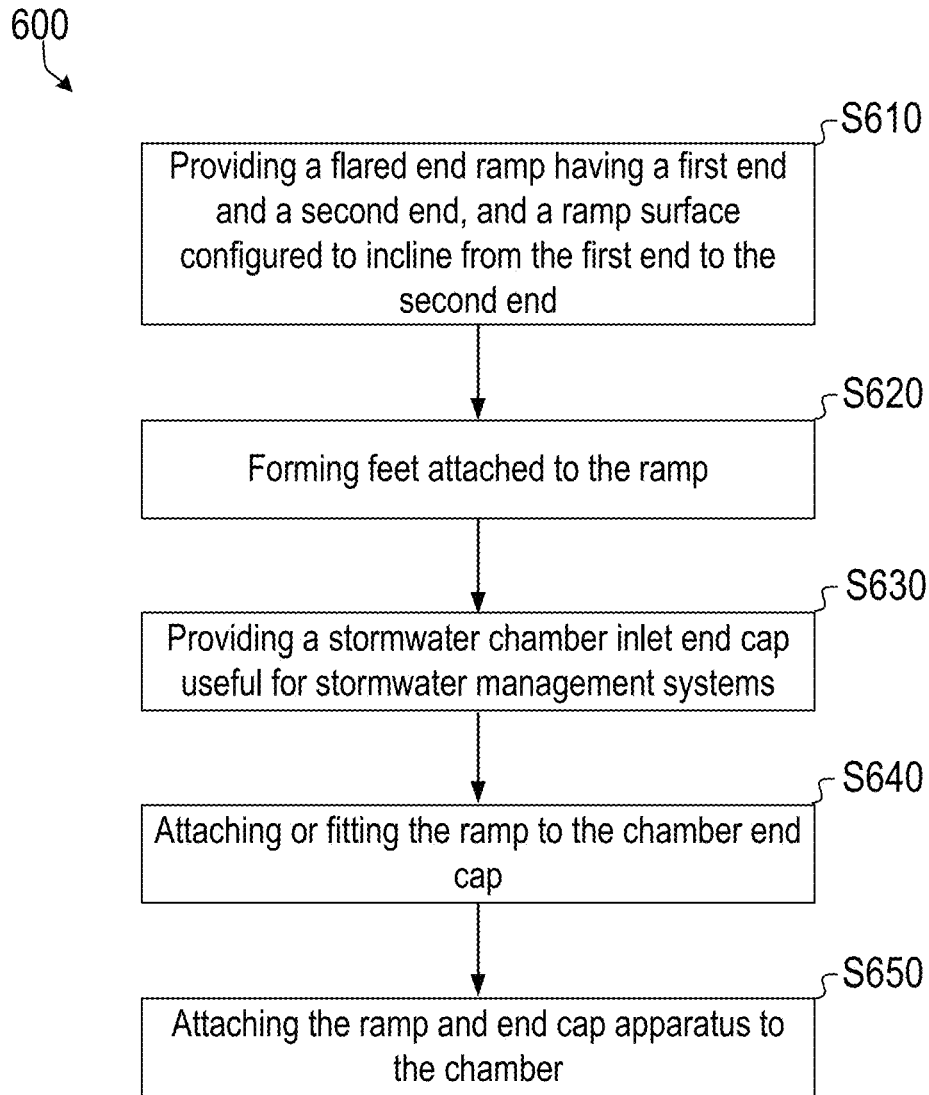 600
S610
Providing a flared end ramp having a first end
and a second end, and a ramp surface
configured to incline from the first end to the
second end
S620
Forming feet attached to the ramp
S630
Providing a stormwater chamber inlet end cap
useful for stormwater management systems
S640
Attaching or fitting the ramp to the chamber end
cap
S650
Attaching the ramp and end cap apparatus to
the chamber